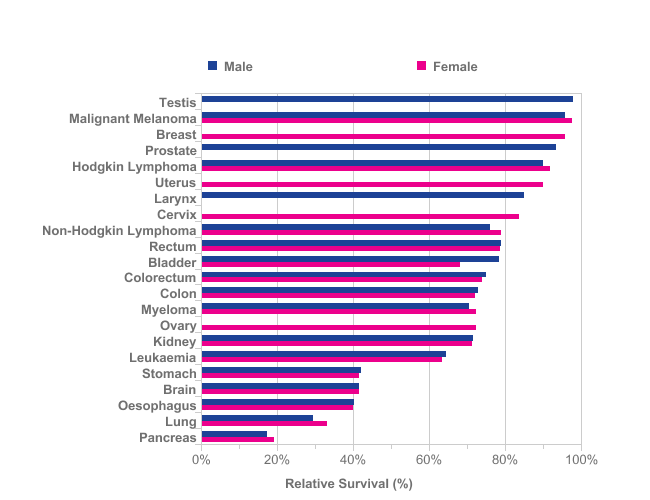 Male Female
Testis
Malignant Melanoma
Breast
Prostate
Hodgkin Lymphoma
Uterus
Larynx
Cervix
Non-Hodgkin Lymphoma
Rectum
Bladder
Colorectum
Colon
Myeloma
Ovary
Kidney
Leukaemia
Stomach
Brain
Oesophagus
Lung
Pancreas
0% 20% 40% 60% 80% 100%
Relative Survival (%)